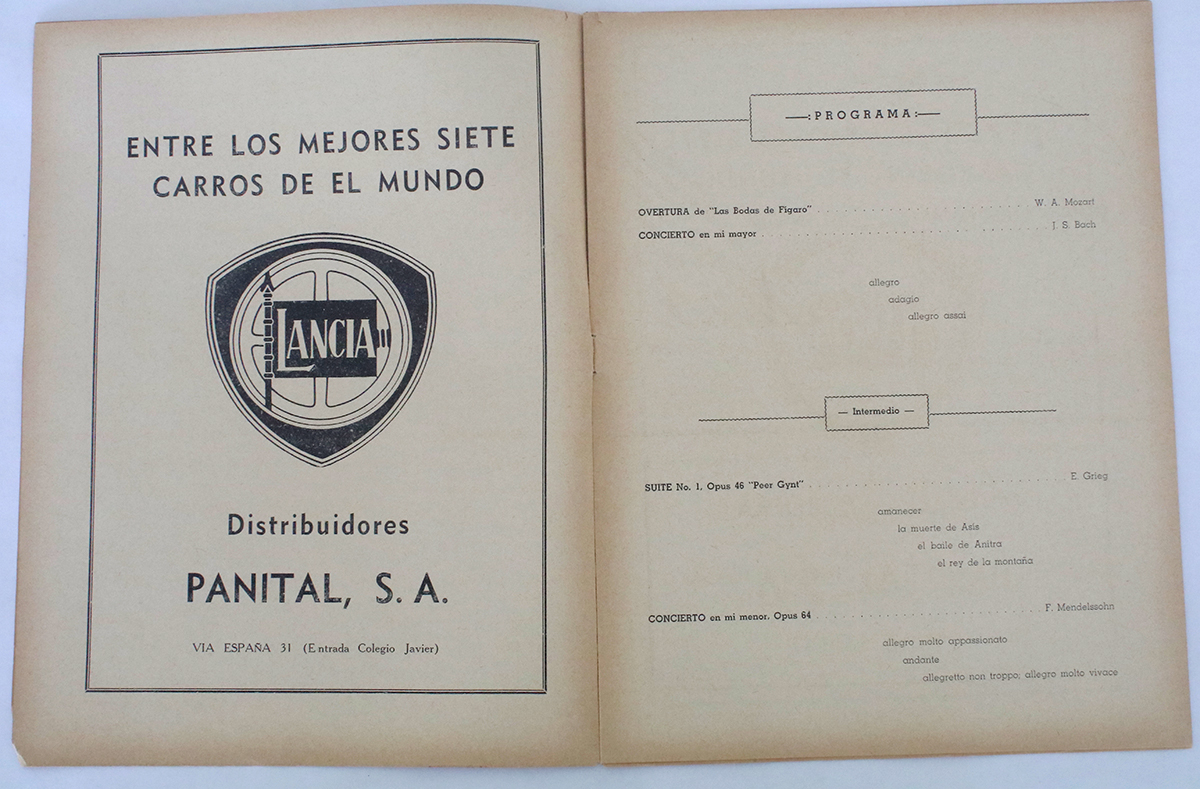 ENTRE LOS MEJORES SIETE
CARROS DE EL MUNDO
LANCIA
Distribuidores
PANITAL, S. A.
VIA ESPAÑA 31 (Entrada Colegio Javier)
—:PROGRAMA:—
OVERTURA de "Las Bodas de Figaro" . . . . . . . . . . . . . . . . . . . . . . W. A. Mozart
CONCIERTO en mi mayor . . . . . . . . . . . . . . . . . . . . . . . . . . . . . . J. S. Bach
allegro
adagio
allegro assai
— Intermedio —
SUITE No. 1, Opus 46 "Peer Gynt" . . . . . . . . . . . . . . . . . . . . . . . . . . E. Grieg
amanecer
la muerte de Asis
el baile de Anitra
el rey de la montaña
CONCIERTO en mi menor, Opus 64 . . . . . . . . . . . . . . . . . . . . . . F. Mendelssohn
allegro molto appassionato
andante
allegretto non troppo; allegro molto vivace